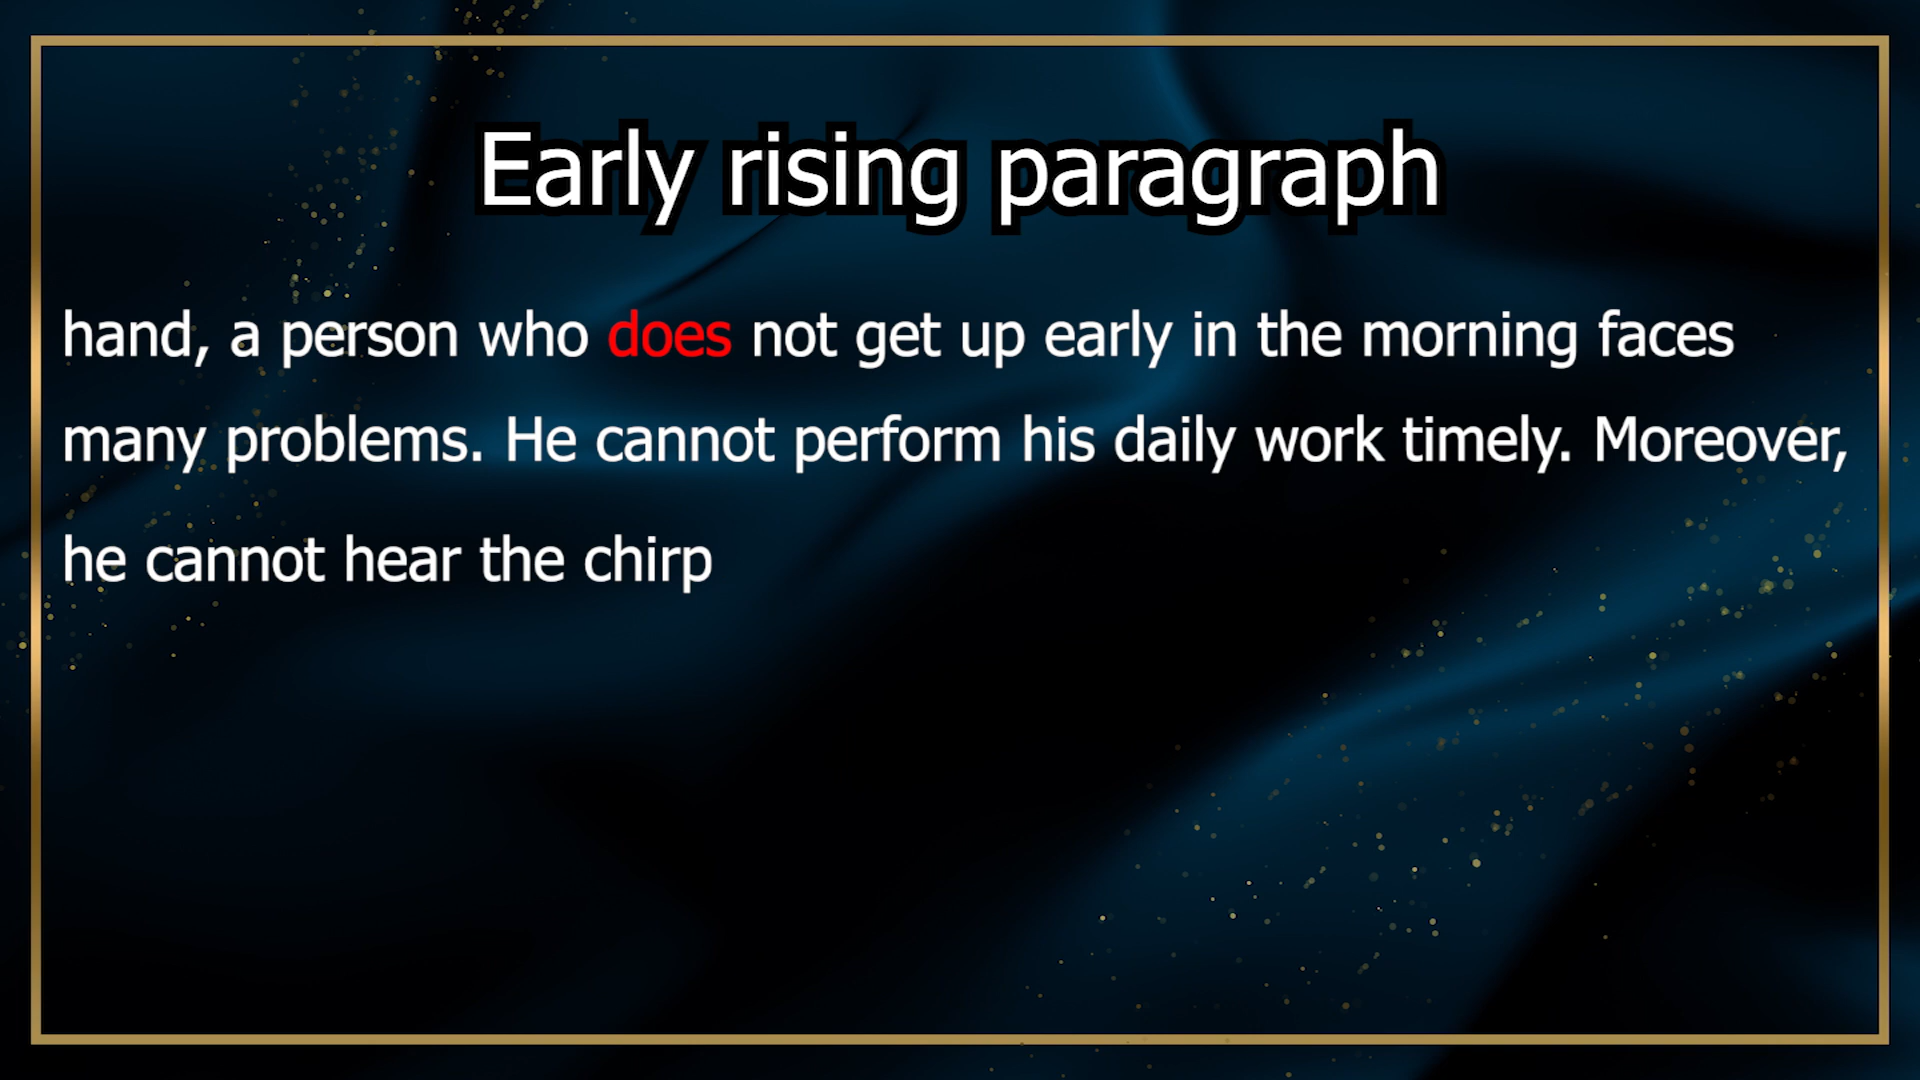 Early rising paragraph
hand, a person who does not get up early in the morning faces
many problems. He cannot perform his daily work timely. Moreover,
he cannot hear the chirp